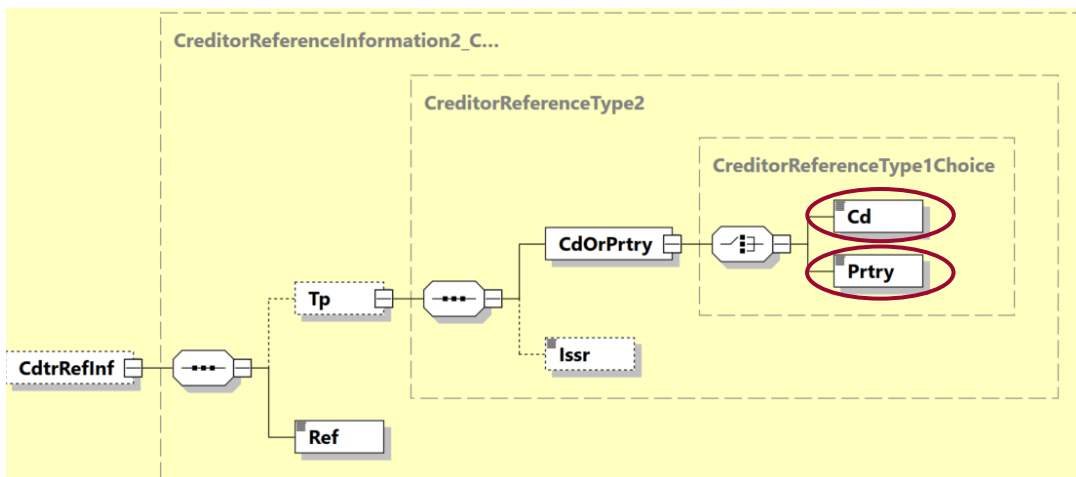 CreditorReferenceInformation2_C...
CreditorReferenceType2
CreditorReferenceType1Choice
Cd
CdOrPrtry
Prtry
Tp
Issr
CdtrRefInf
Ref